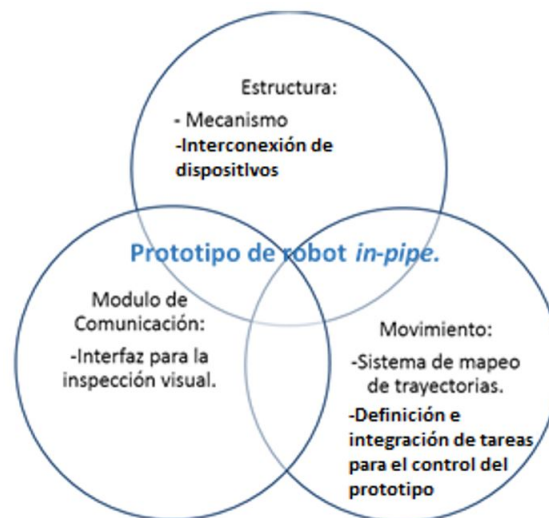 Estructura:
- Mecanismo
-Interconexión de
dispositivos
Prototipo de robot in-pipe.
Modulo de
Comunicación:
-Interfaz para la
inspección visual.
Movimiento:
-Sistema de mapeo
de trayectorias.
-Definición e
integración de tareas
para el control del
prototipo